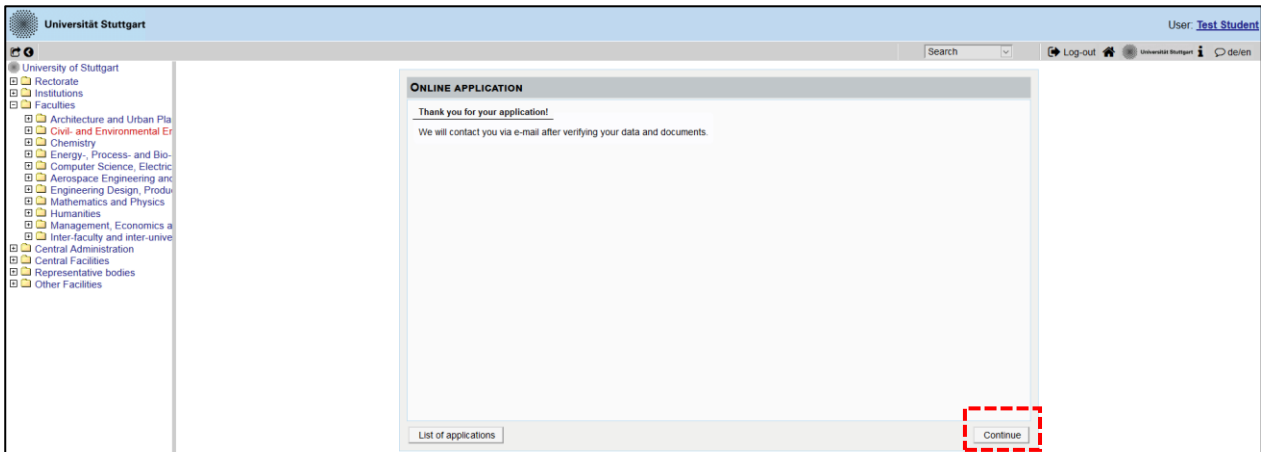 Universität Stuttgart
User: Test Student
Search
Log-out
Universität Stuttgart
de/en
University of Stuttgart
Rectorate
Institutions
Faculties
Architecture and Urban Pla
Civil- and Environmental Er
Chemistry
Energy-, Process- and Bio-
Computer Science, Electric
Aerospace Engineering and
Engineering Design, Produ
Mathematics and Physics
Humanities
Management, Economics a
Inter-faculty and inter-unive
Central Administration
Central Facilities
Representative bodies
Other Facilities
ONLINE APPLICATION
Thank you for your application!
We will contact you via e-mail after verifying your data and documents.
List of applications
Continue